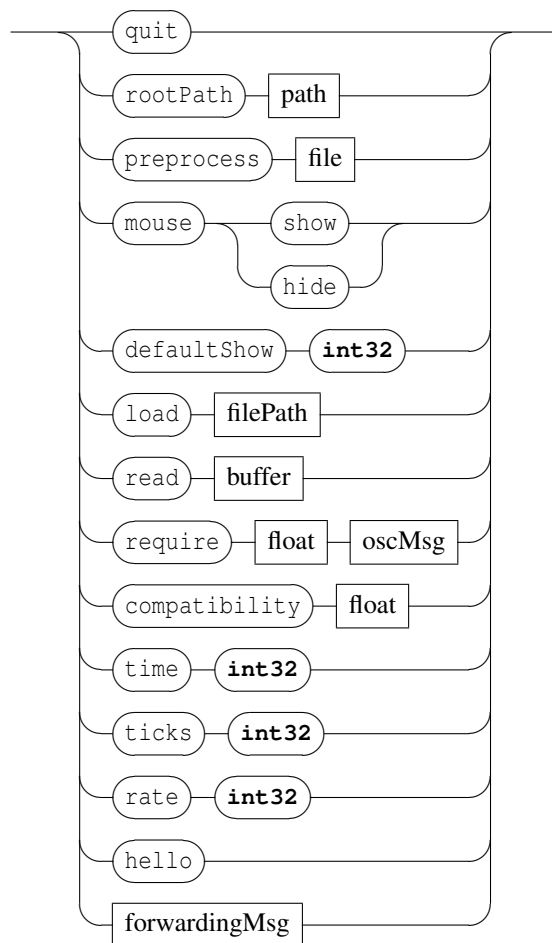 quit
rootPath path
preprocess file
mouse show
hide
defaultShow int32
load filePath
read buffer
require float oscMsg
compatibility float
time int32
ticks int32
rate int32
hello
forwardingMsg